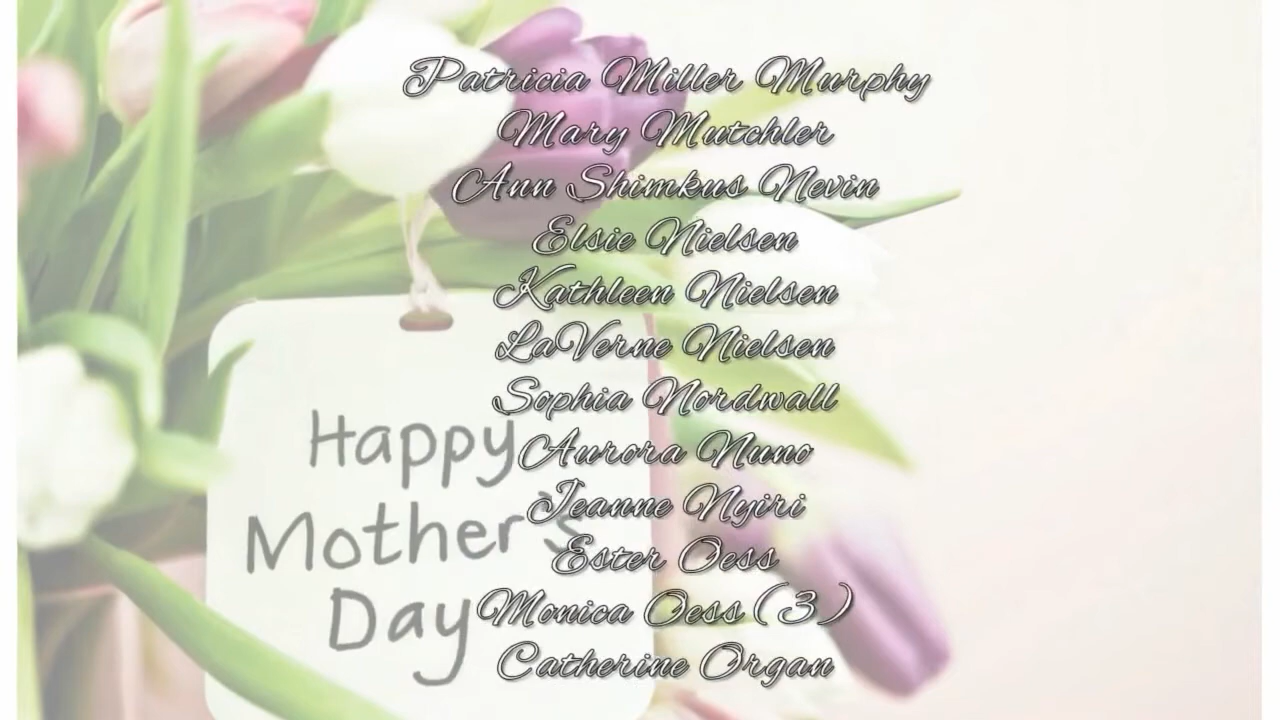 Patricia Miller Murphy
Mary Mutchler
Ann Shimkus Nevin
Elsie Nielsen
Kathleen Nielsen
LaVerne Nielsen
Sophia Nordwall
Aurora Nuno
Jeanne Nyiri
Ester Oess
Monica Oess (3)
Catherine Organ
Happy
Mother's
Day